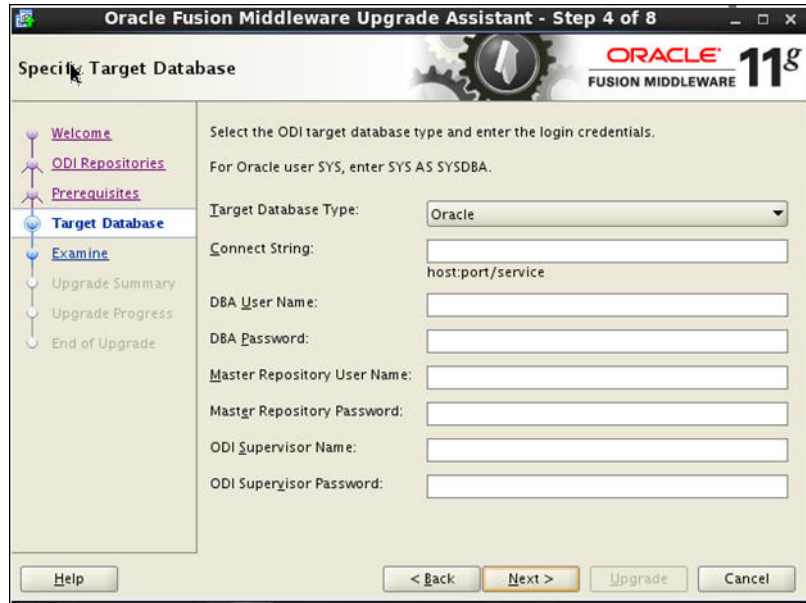 Oracle Fusion Middleware Upgrade Assistant - Step 4 of 8
Specify Target Database
ORACLE
FUSION MIDDLEWARE 11g
Welcome
ODI Repositories
Prerequisites
Target Database
Examine
Upgrade Summary
Upgrade Progress
End of Upgrade
Select the ODI target database type and enter the login credentials.
For Oracle user SYS, enter SYS AS SYSDBA.
Target Database Type: Oracle
Connect String:
host:port/service
DBA User Name:
DBA Password:
Master Repository User Name:
Master Repository Password:
ODI Supervisor Name:
ODI Supervisor Password:
Help < Back Next > Upgrade Cancel